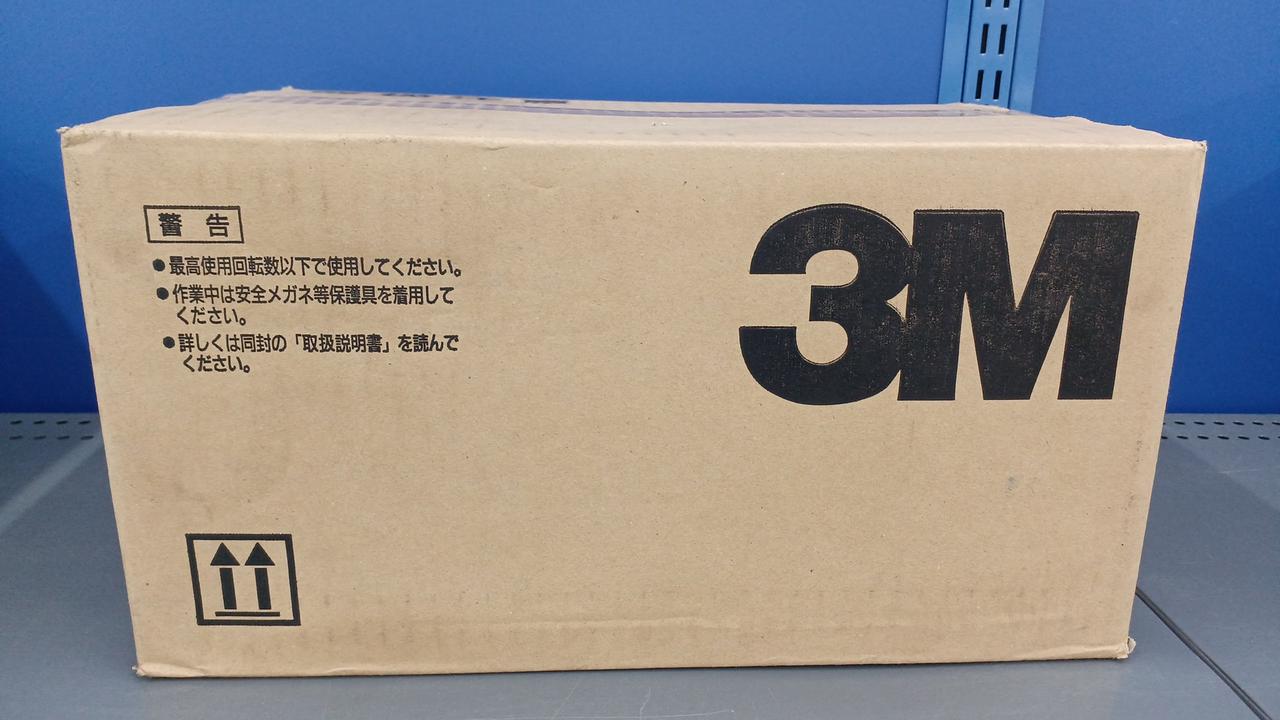 警告
●最高使用回転数以下で使用してください。
●作業中は安全メガネ等保護具を着用して
ください。
●詳しくは同封の「取扱説明書」を読んで
ください。
3M